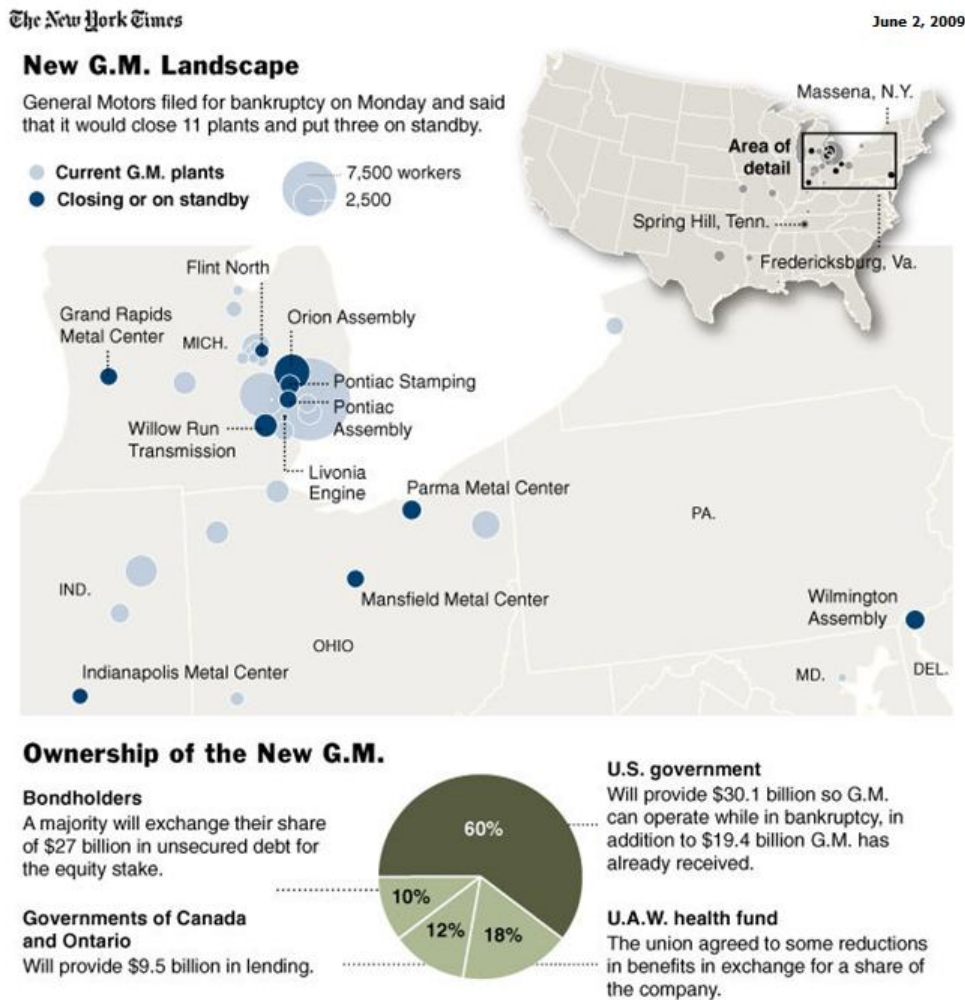 The New York Times
June 2, 2009
New G.M. Landscape
General Motors filed for bankruptcy on Monday and said
that it would close 11 plants and put three on standby.
Current G.M. plants
Closing or on standby
7,500 workers
2,500
Massena, N.Y.
Area of
detail
Spring Hill, Tenn.
Fredericksburg, Va.
Flint North
Grand Rapids
Metal Center
MICH.
Orion Assembly
Pontiac Stamping
Pontiac
Assembly
Willow Run
Transmission
Livonia
Engine
Parma Metal Center
PA.
IND.
Mansfield Metal Center
Wilmington
Assembly
OHIO
Indianapolis Metal Center
MD.
DEL.
Ownership of the New G.M.
Bondholders
A majority will exchange their share
of $27 billion in unsecured debt for
the equity stake.
Governments of Canada
and Ontario
Will provide $9.5 billion in lending.
60%
10%
12%
18%
U.S. government
Will provide $30.1 billion so G.M.
can operate while in bankruptcy, in
addition to $19.4 billion G.M. has
already received.
U.A.W. health fund
The union agreed to some reductions
in benefits in exchange for a share of
the company.